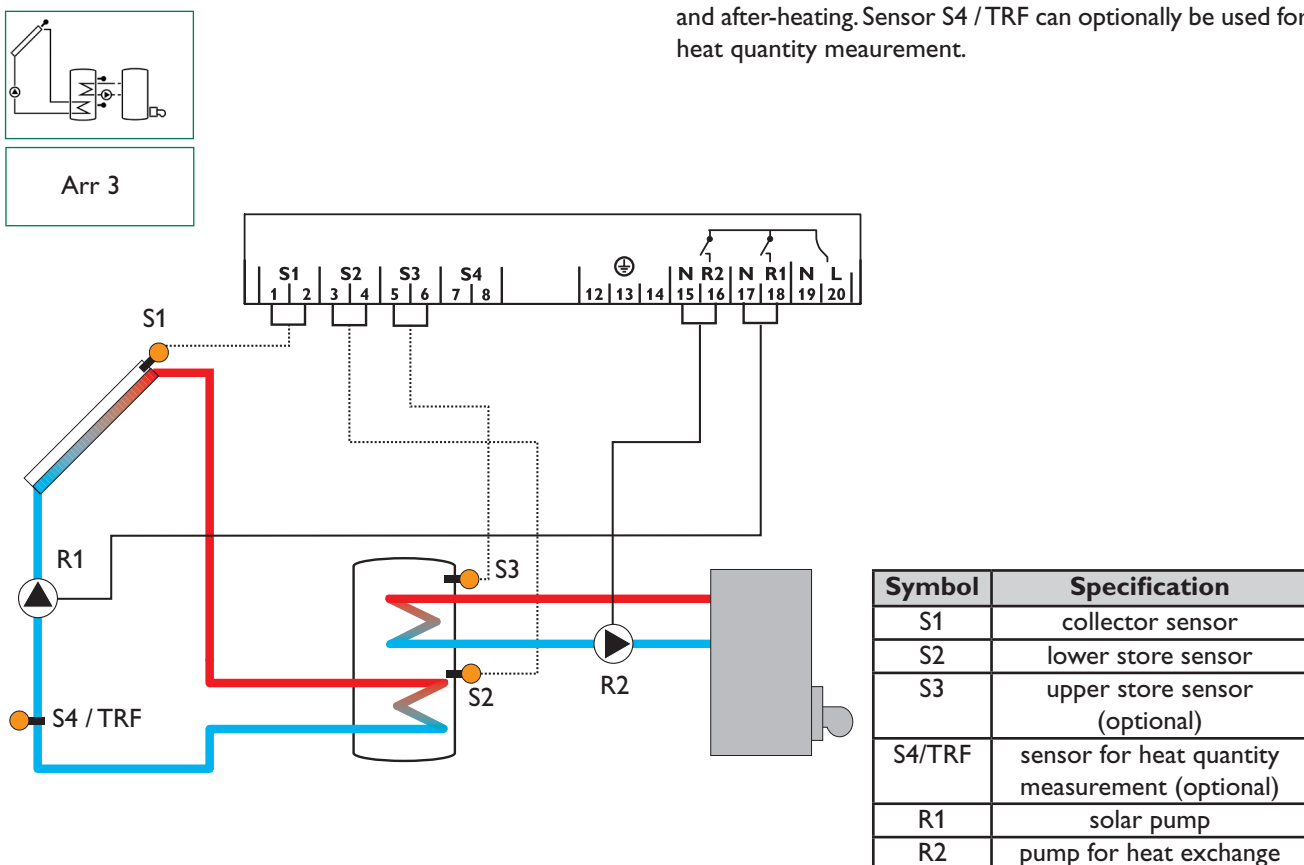 and after-heating. Sensor S4 / TRF can optionally be used for
heat quantity meaurement.
Arr 3
S1 S2 S3 S4 N R2 N R1 N L
1 2 3 4 5 6 7 8 12 13 14 15 16 17 18 19 20
S1
R1
S3
S2
R2
S4 / TRF
Symbol Specification
S1 collector sensor
S2 lower store sensor
S3 upper store sensor
(optional)
S4/TRF sensor for heat quantity
measurement (optional)
R1 solar pump
R2 pump for heat exchange